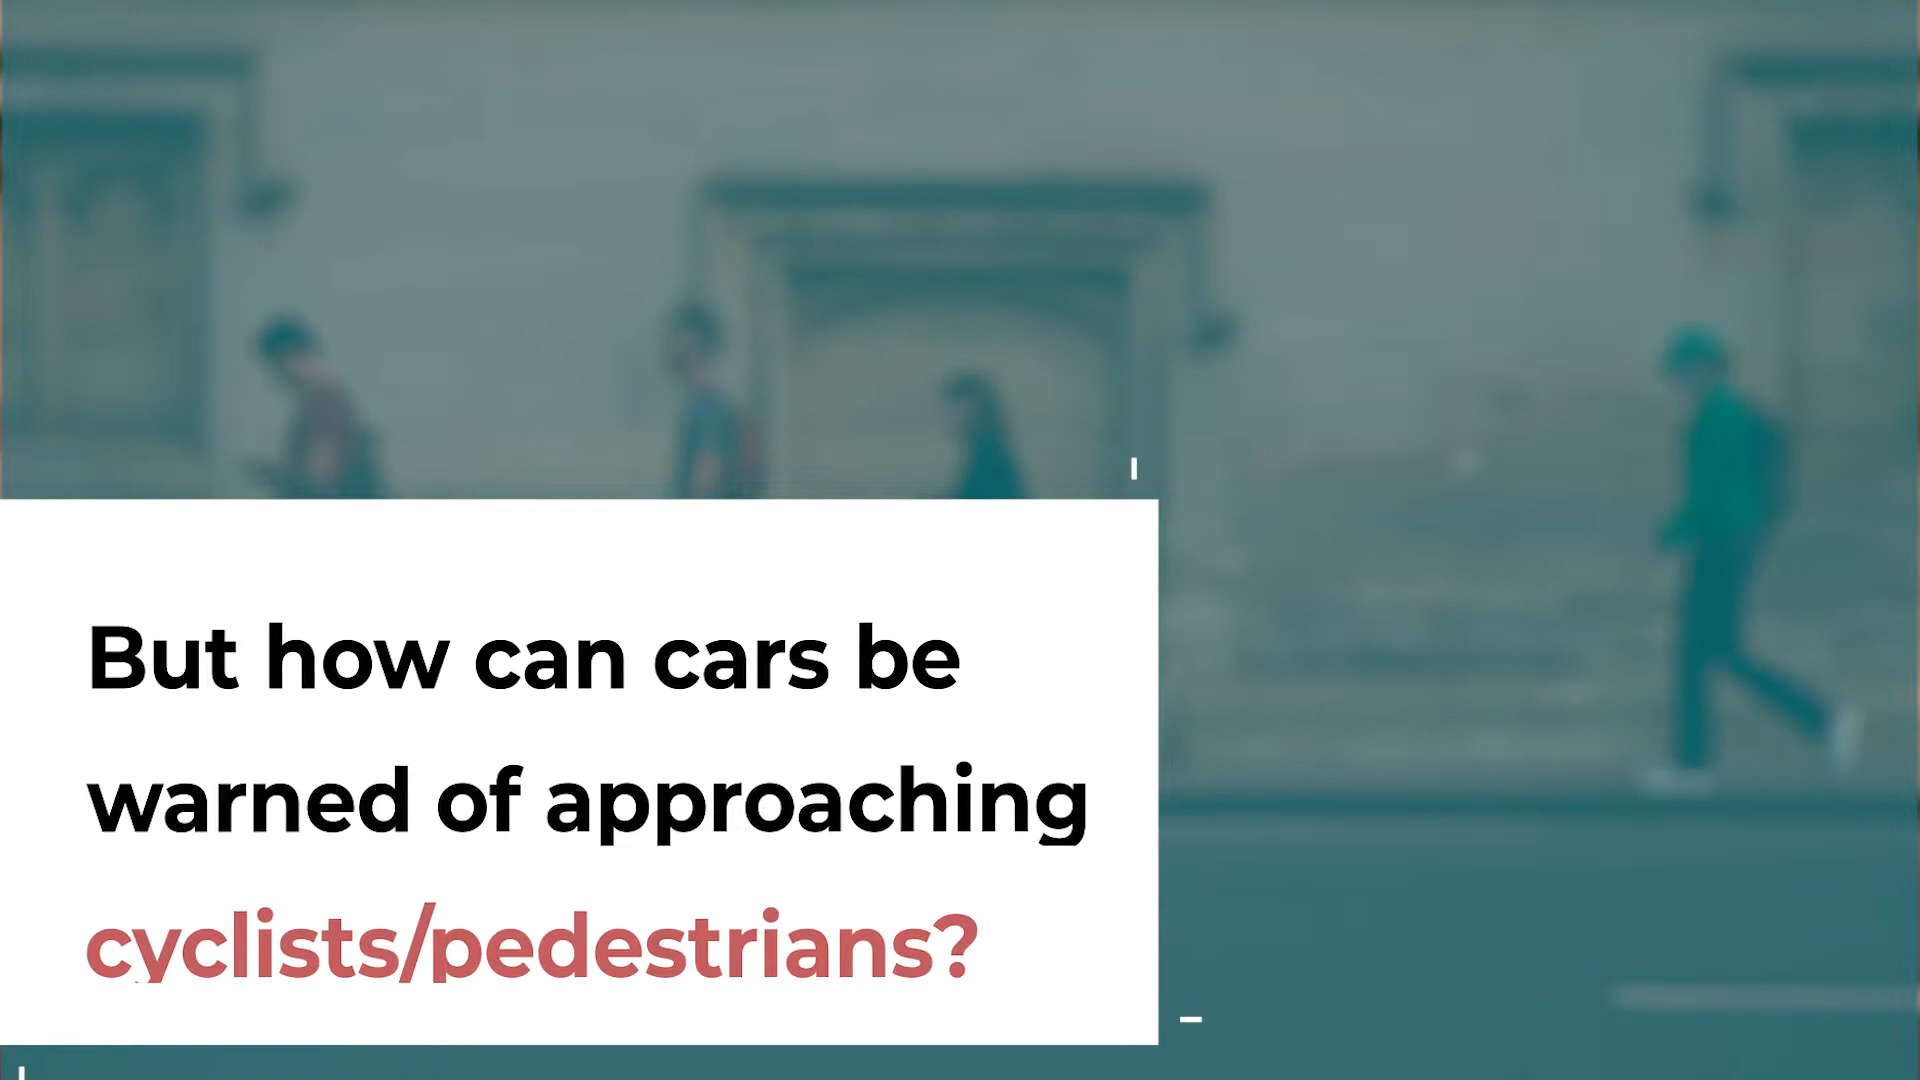 But how can cars be
warned of approaching
cyclists/pedestrians?